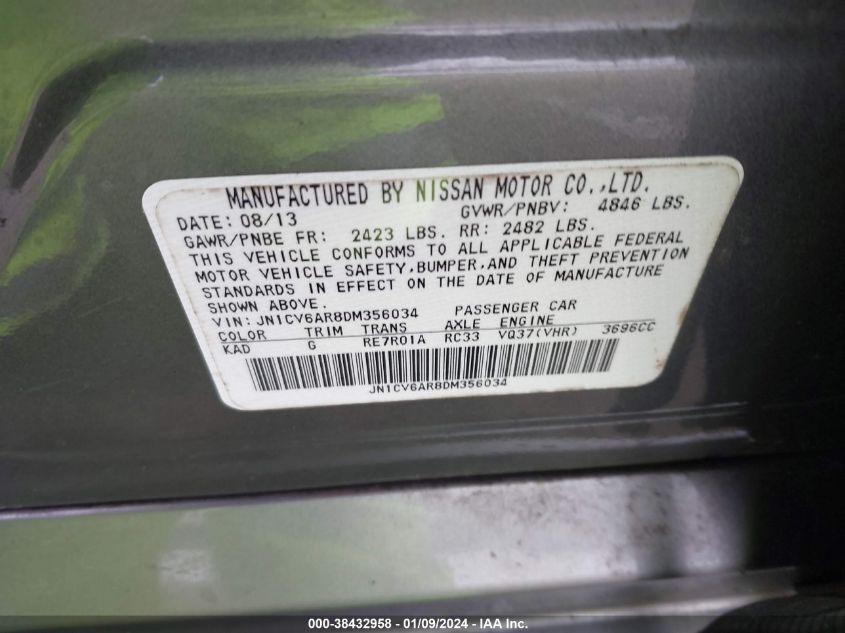 MANUFACTURED BY NISSAN MOTOR CO.,LTD.
DATE: 08/13 GVWR/PNBV: 4846 LBS.
GAWR/PNBE FR: 2423 LBS. RR: 2482 LBS.
THIS VEHICLE CONFORMS TO ALL APPLICABLE FEDERAL
MOTOR VEHICLE SAFETY,BUMPER,AND THEFT PREVENTION
STANDARDS IN EFFECT ON THE DATE OF MANUFACTURE
SHOWN ABOVE.
VIN: JN1CV6AR8DM356034 PASSENGER CAR
COLOR TRIM TRANS AXLE ENGINE
KAD G RE7R01A RC33 VQ37(VHR) 3696CC
JN1CV6AR8DM356034
000-38432958 - 01/09/2024 - IAA Inc.